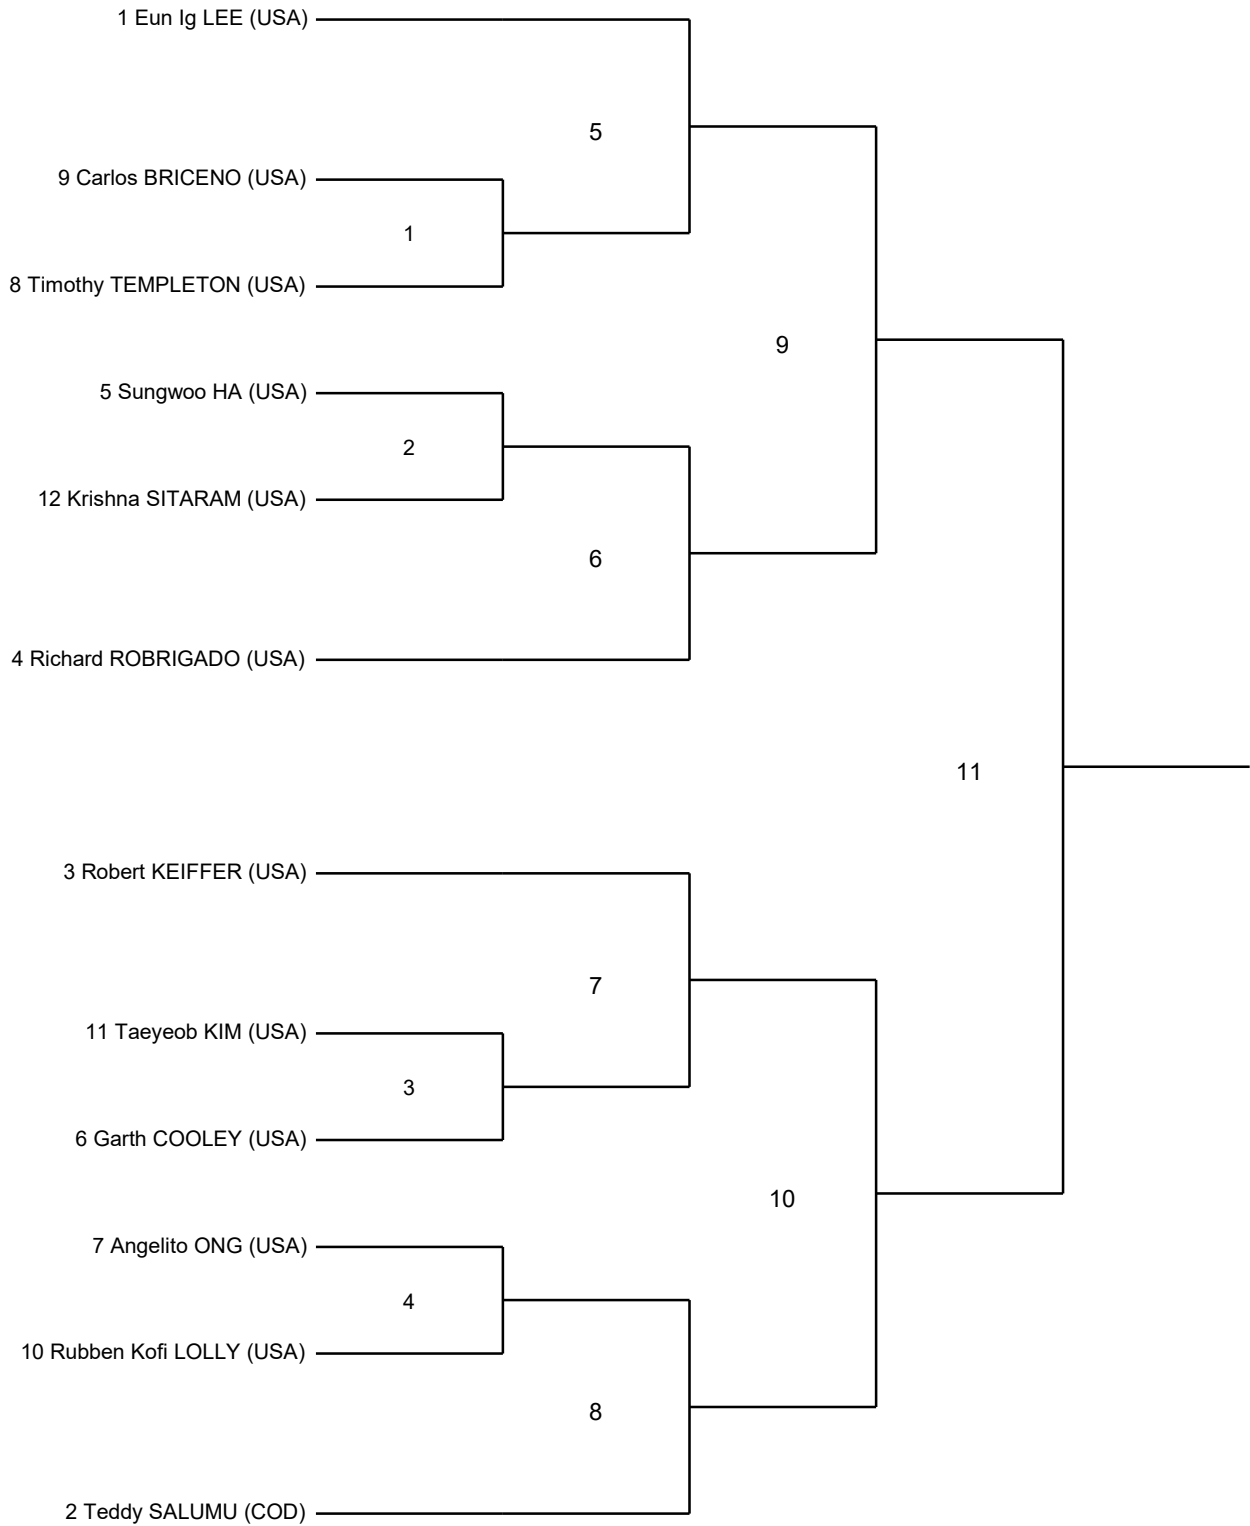 1 Eun Ig LEE (USA)
5
9 Carlos BRICENO (USA)
1
8 Timothy TEMPLETON (USA)
9
5 Sungwoo HA (USA)
2
12 Krishna SITARAM (USA)
6
4 Richard ROBRIGADO (USA)
11
3 Robert KEIFFER (USA)
7
11 Taeyeob KIM (USA)
3
6 Garth COOLEY (USA)
10
7 Angelito ONG (USA)
4
10 Rubben Kofi LOLLY (USA)
8
2 Teddy SALUMU (COD)